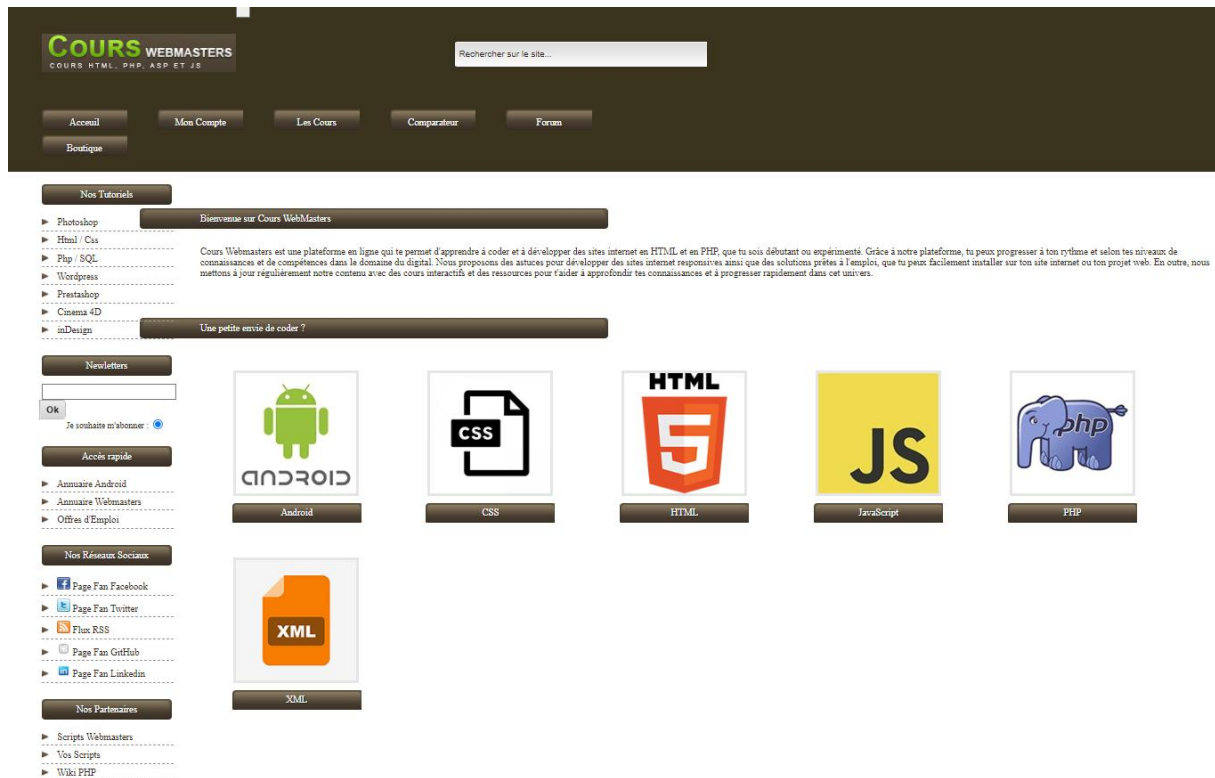 COURS WEBMASTERS
COURS HTML, PHP, ASP ET JS
Rechercher sur le site...
Acceuil
Mon Compte
Les Cours
Comparateur
Forum
Boutique
Nos Tutoriels
Photoshop
Html / Css
Php / SQL
Wordpress
Prestashop
Cinema 4D
inDesign
Newletters
Ok
Je souhaite m'abonner :
Accès rapide
Annuaire Android
Annuaire Webmasters
Offres d'Emploi
Nos Réseaux Sociaux
Page Fan Facebook
Page Fan Twitter
Flux RSS
Page Fan GitHub
Page Fan Linkedin
Nos Partenaires
Scripts Webmasters
Vos Scripts
Wiki PHP
Bienvenue sur Cours WebMasters
Cours Webmasters est une plateforme en ligne qui te permet d'apprendre à coder et à développer des sites internet en HTML et en PHP, que tu sois débutant ou expérimenté. Grâce à notre plateforme, tu peux progresser à ton rythme et selon tes niveaux de
connaissances et de compétences dans le domaine du digital. Nous proposons des astuces pour développer des sites internet responsives ainsi que des solutions prêtes à l'emploi, que tu peux facilement installer sur ton site internet ou ton projet web. En outre, nous
mettons à jour régulièrement notre contenu avec des cours interactifs et des ressources pour t'aider à approfondir tes connaissances et à progresser rapidement dans cet univers.
Une petite envie de coder ?
ANDROID
Android
CSS
CSS
HTML
5
HTML
JS
JavaScript
php
PHP
XML
XML